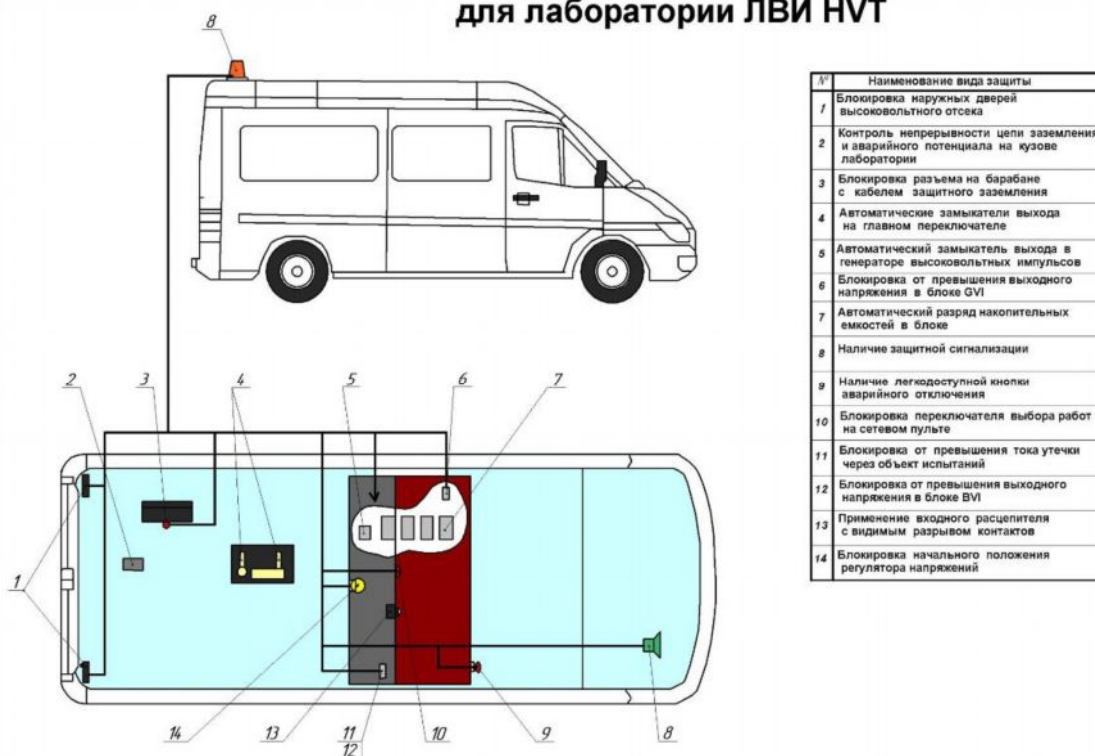 для лаборатории ЛВИ HVT
8
№ Наименование вида защиты
1 Блокировка наружных дверей
высоковольтного отсека
2 Контроль непрерывности цепи заземления
и аварийного потенциала на кузове
лаборатории
3 Блокировка разъема на барабане
с кабелем защитного заземления
4 Автоматические замыкатели выхода
на главном переключателе
5 Автоматический замыкатель выхода в
генераторе высоковольтных импульсов
6 Блокировка от превышения выходного
напряжения в блоке GVI
7 Автоматический разряд накопительных
емкостей в блоке
8 Наличие защитной сигнализации
9 Наличие легкодоступной кнопки
аварийного отключения
10 Блокировка переключателя выбора работ
на сетевом пульте
11 Блокировка от превышения тока утечки
через объект испытаний
12 Блокировка от превышения выходного
напряжения в блоке BVI
13 Применение входного расцепителя
с видимым разрывом контактов
14 Блокировка начального положения
регулятора напряжений
2 3 4 5 6 7
1
14 13 11 10 9 8
12